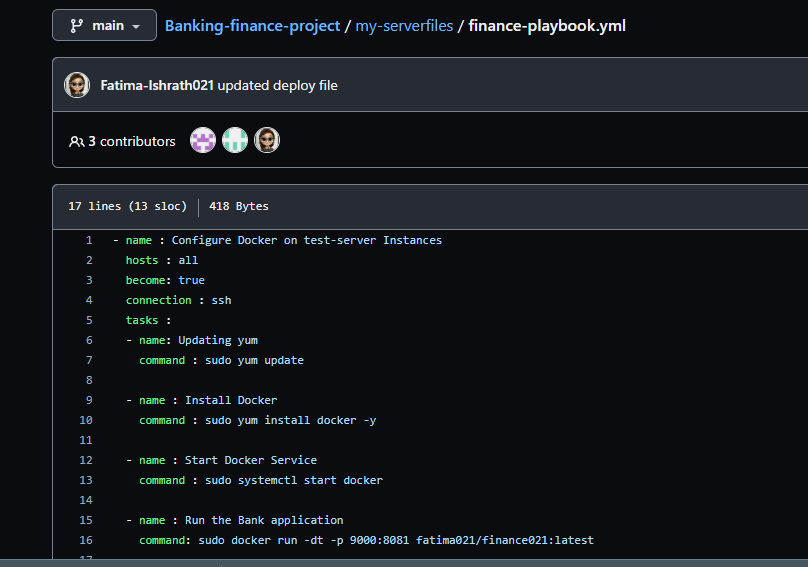 main Banking-finance-project / my-serverfiles / finance-playbook.yml
Fatima-Ishrath021 updated deploy file
3 contributors
17 lines (13 sloc) 418 Bytes
1 - name : Configure Docker on test-server Instances
2 hosts : all
3 become: true
4 connection : ssh
5 tasks :
6 - name: Updating yum
7 command : sudo yum update
8
9 - name : Install Docker
10 command : sudo yum install docker -y
11
12 - name : Start Docker Service
13 command : sudo systemctl start docker
14
15 - name : Run the Bank application
16 command: sudo docker run -dt -p 9000:8081 fatima021/finance021:latest
17